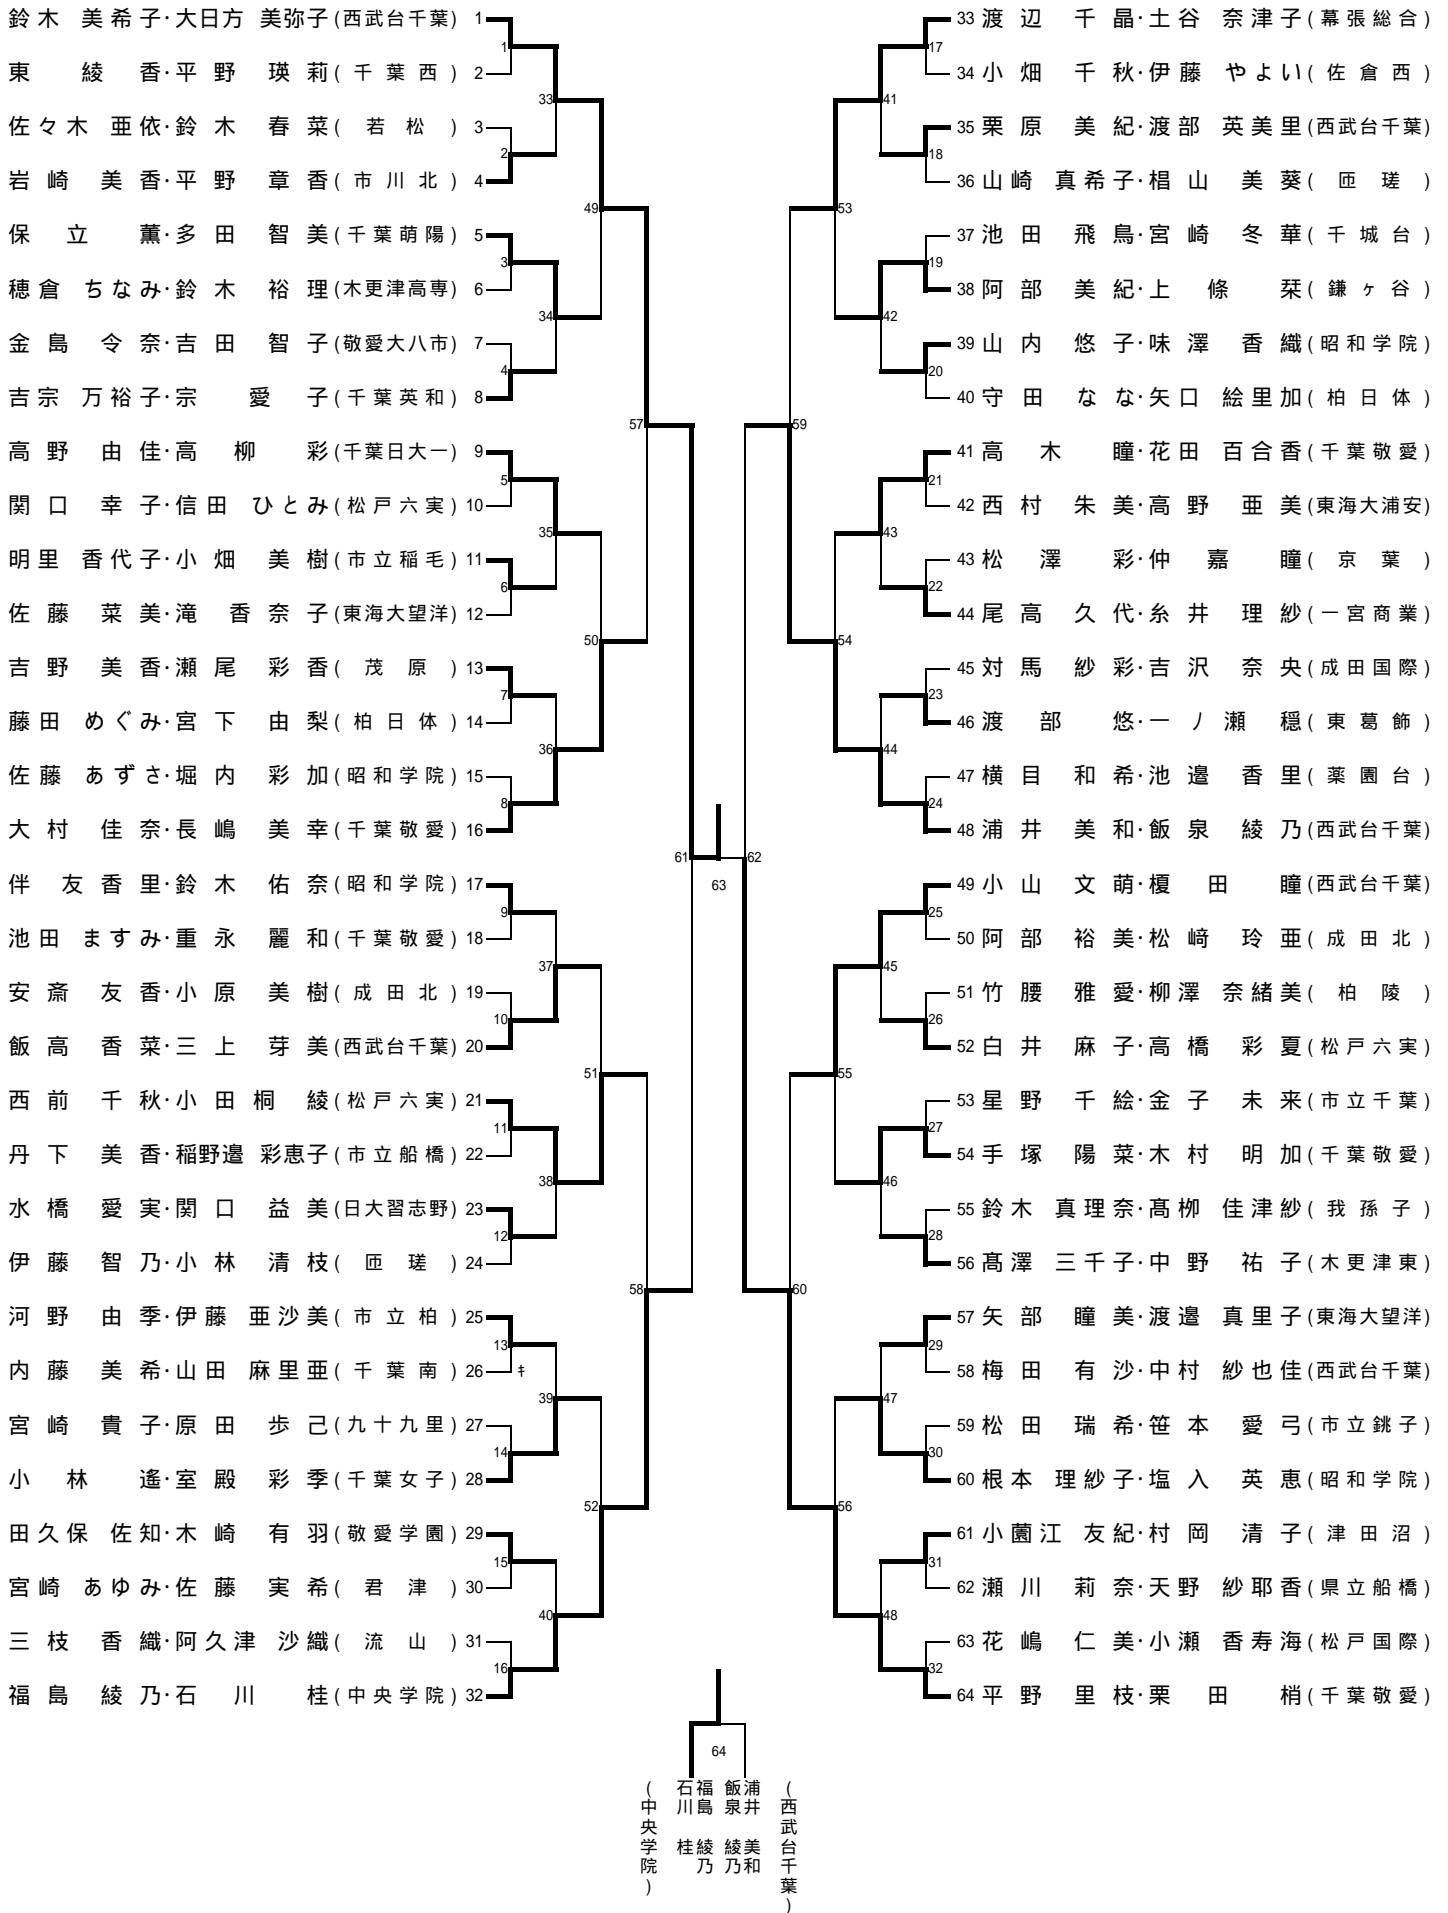 鈴木 美希子・大日方 美弥子(西武台千葉) 1
東 綾香・平野 瑛莉(千葉西) 2
佐々木 亜依・鈴木 春菜(若松) 3
岩崎 美香・平野 章香(市川北) 4
保立 薫・多田 智美(千葉萌陽) 5
穂倉 ちなみ・鈴木 裕理(木更津高専) 6
金島 令奈・吉田 智子(敬愛大八市) 7
吉宗 万裕子・宗 愛子(千葉英和) 8
高野 由佳・高柳 彩(千葉日大一) 9
関口 幸子・信田 ひとみ(松戸六実) 10
明里 香代子・小畑 美樹(市立稲毛) 11
佐藤 菜美・滝 香奈子(東海大望洋) 12
吉野 美香・瀬尾 彩香(茂原) 13
藤田 めぐみ・宮下 由梨(柏日体) 14
佐藤 あずさ・堀内 彩加(昭和学院) 15
大村 佳奈・長嶋 美幸(千葉敬愛) 16
伴 友香里・鈴木 佑奈(昭和学院) 17
池田 ますみ・重永 麗和(千葉敬愛) 18
安斎 友香・小原 美樹(成田北) 19
飯高 香菜・三上 芽美(西武台千葉) 20
西前 千秋・小田桐 綾(松戸六実) 21
丹下 美香・稲野邉 彩恵子(市立船橋) 22
水橋 愛実・関口 益美(日大習志野) 23
伊藤 智乃・小林 清枝(匝瑳) 24
河野 由季・伊藤 亜沙美(市立柏) 25
内藤 美希・山田 麻里亜(千葉南) 26 キ
宮崎 貴子・原田 歩己(九十九里) 27
小林 遙・室殿 彩季(千葉女子) 28
田久保 佐知・木崎 有羽(敬愛学園) 29
宮崎 あゆみ・佐藤 実希(君津) 30
三枝 香織・阿久津 沙織(流山) 31
福島 綾乃・石川 桂(中央学院) 32
1
2
3
4
5
6
7
8
9
10
11
12
13
14
15
16
33
34
35
36
37
38
39
40
49
50
51
52
57
58
61
63
62
59
60
53
54
55
56
41
42
43
44
45
46
47
48
17
18
19
20
21
22
23
24
25
26
27
28
29
30
31
32
33 渡辺 千晶・土谷 奈津子(幕張総合)
34 小畑 千秋・伊藤 やよい(佐倉西)
35 栗原 美紀・渡部 英美里(西武台千葉)
36 山崎 真希子・椙山 美葵(匝瑳)
37 池田 飛鳥・宮崎 冬華(千城台)
38 阿部 美紀・上條 栞(鎌ヶ谷)
39 山内 悠子・味澤 香織(昭和学院)
40 守田 なな・矢口 絵里加(柏日体)
41 高木 瞳・花田 百合香(千葉敬愛)
42 西村 朱美・高野 亜美(東海大浦安)
43 松澤 彩・仲嘉 瞳(京葉)
44 尾高 久代・糸井 理紗(一宮商業)
45 対馬 紗彩・吉沢 奈央(成田国際)
46 渡部 悠・一ノ瀬 穏(東葛飾)
47 横目 和希・池邉 香里(薬園台)
48 浦井 美和・飯泉 綾乃(西武台千葉)
49 小山 文萌・榎田 瞳(西武台千葉)
50 阿部 裕美・松﨑 玲亜(成田北)
51 竹腰 雅愛・柳澤 奈緒美(柏陵)
52 白井 麻子・高橋 彩夏(松戸六実)
53 星野 千絵・金子 未来(市立千葉)
54 手塚 陽菜・木村 明加(千葉敬愛)
55 鈴木 真理奈・髙栁 佳津紗(我孫子)
56 髙澤 三千子・中野 祐子(木更津東)
57 矢部 瞳美・渡邉 真里子(東海大望洋)
58 梅田 有沙・中村 紗也佳(西武台千葉)
59 松田 瑞希・笹本 愛弓(市立銚子)
60 根本 理紗子・塩入 英恵(昭和学院)
61 小薗江 友紀・村岡 清子(津田沼)
62 瀬川 莉奈・天野 紗耶香(県立船橋)
63 花嶋 仁美・小瀬 香寿海(松戸国際)
64 平野 里枝・栗田 梢(千葉敬愛)
64
(中央学院)
石川 桂
福島 綾乃
飯泉 綾乃
浦井 美和
(西武台千葉)